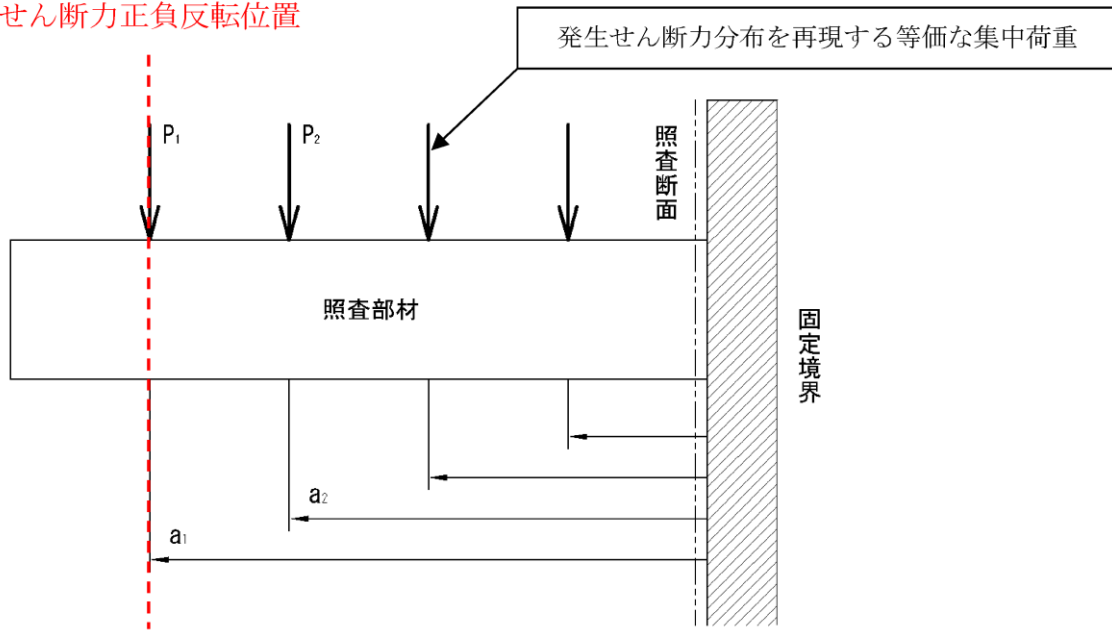 せん断力正負反転位置
発生せん断力分布を再現する等価な集中荷重
P₁
P₂
照査断面
照査部材
固定境界
a₂
a₁